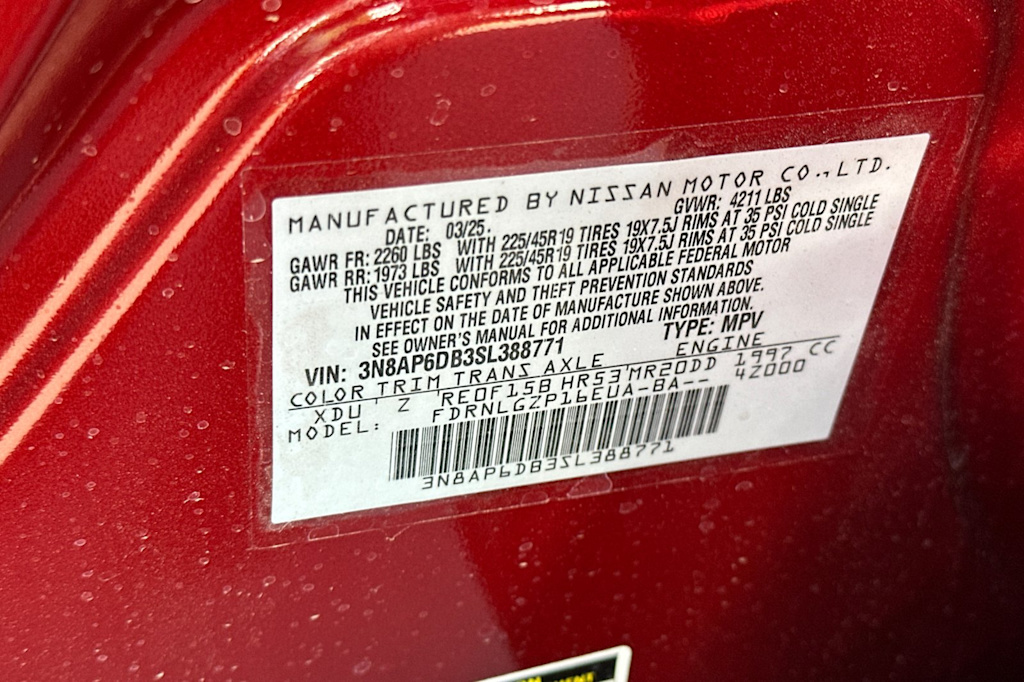 MANUFACTURED BY NISSAN MOTOR CO., LTD.
DATE: 03/25. GVWR: 4211 LBS
GAWR FR: 2260 LBS WITH 225/45R19 TIRES 19X7.5J RIMS AT 35 PSI COLD SINGLE
GAWR RR: 1973 LBS WITH 225/45R19 TIRES 19X7.5J RIMS AT 35 PSI COLD SINGLE
THIS VEHICLE CONFORMS TO ALL APPLICABLE FEDERAL MOTOR
VEHICLE SAFETY AND THEFT PREVENTION STANDARDS
IN EFFECT ON THE DATE OF MANUFACTURE SHOWN ABOVE.
SEE OWNER'S MANUAL FOR ADDITIONAL INFORMATION.
VIN: 3N8AP6DB3SL388771 TYPE: MPV
COLOR TRIM TRANS AXLE ENGINE
XDU Z RE0F15B HR53 MR20DD 1997 CC
MODEL: FDRNLGZP16EUA-BA-- 42000
3N8AP6DB3SL388771